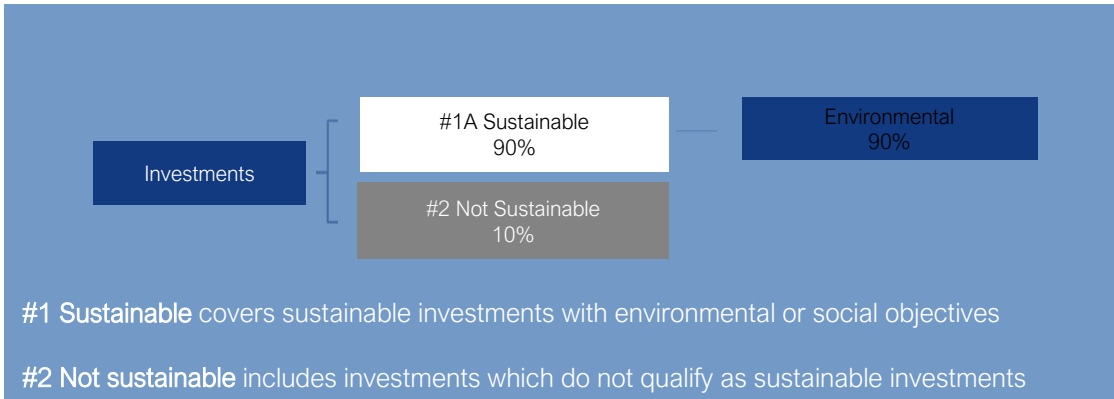 #1A Sustainable
90%
Environmental
90%
Investments
#2 Not Sustainable
10%
#1 Sustainable covers sustainable investments with environmental or social objectives
#2 Not sustainable includes investments which do not qualify as sustainable investments